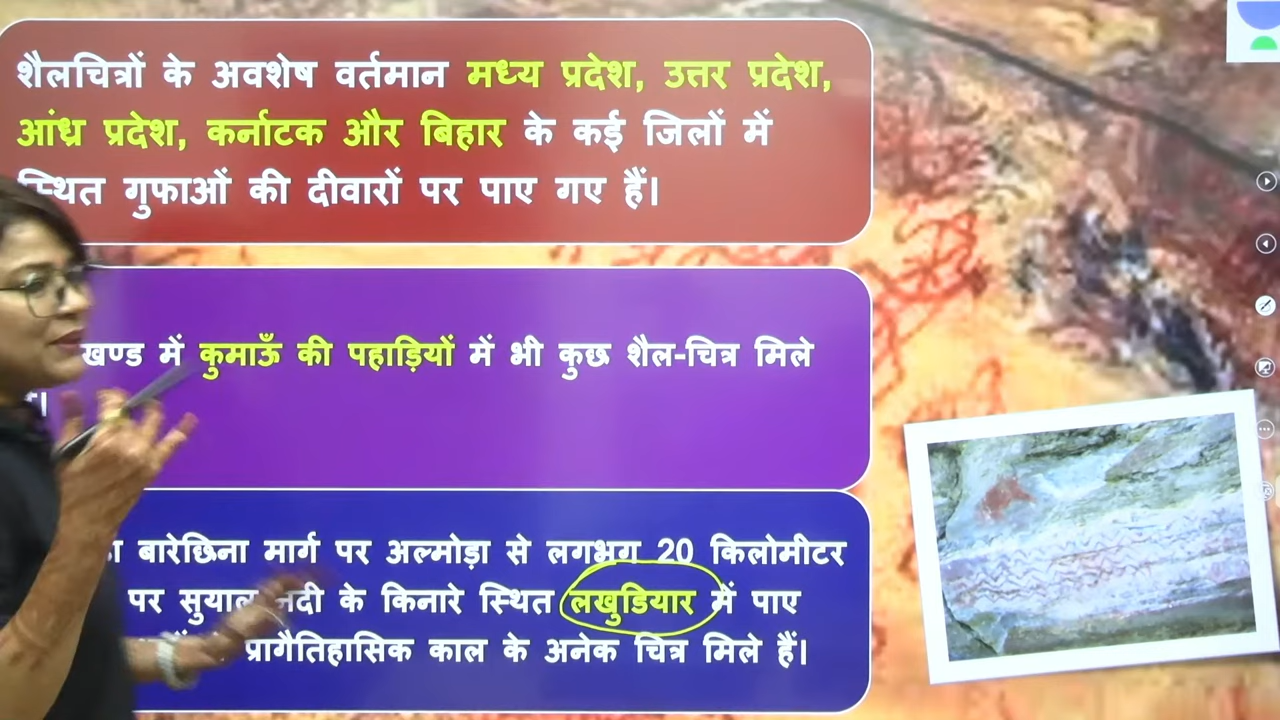 शैलचित्रों के अवशेष वर्तमान मध्य प्रदेश, उत्तर प्रदेश,
आंध्र प्रदेश, कर्नाटक और बिहार के कई जिलों में
स्थित गुफाओं की दीवारों पर पाए गए हैं।
खण्ड में कुमाऊँ की पहाड़ियों में भी कुछ शैल-चित्र मिले
बारेछिना मार्ग पर अल्मोड़ा से लगभग 20 किलोमीटर
पर सुयाल नदी के किनारे स्थित लखुडियार में पाए
प्रागैतिहासिक काल के अनेक चित्र मिले हैं।